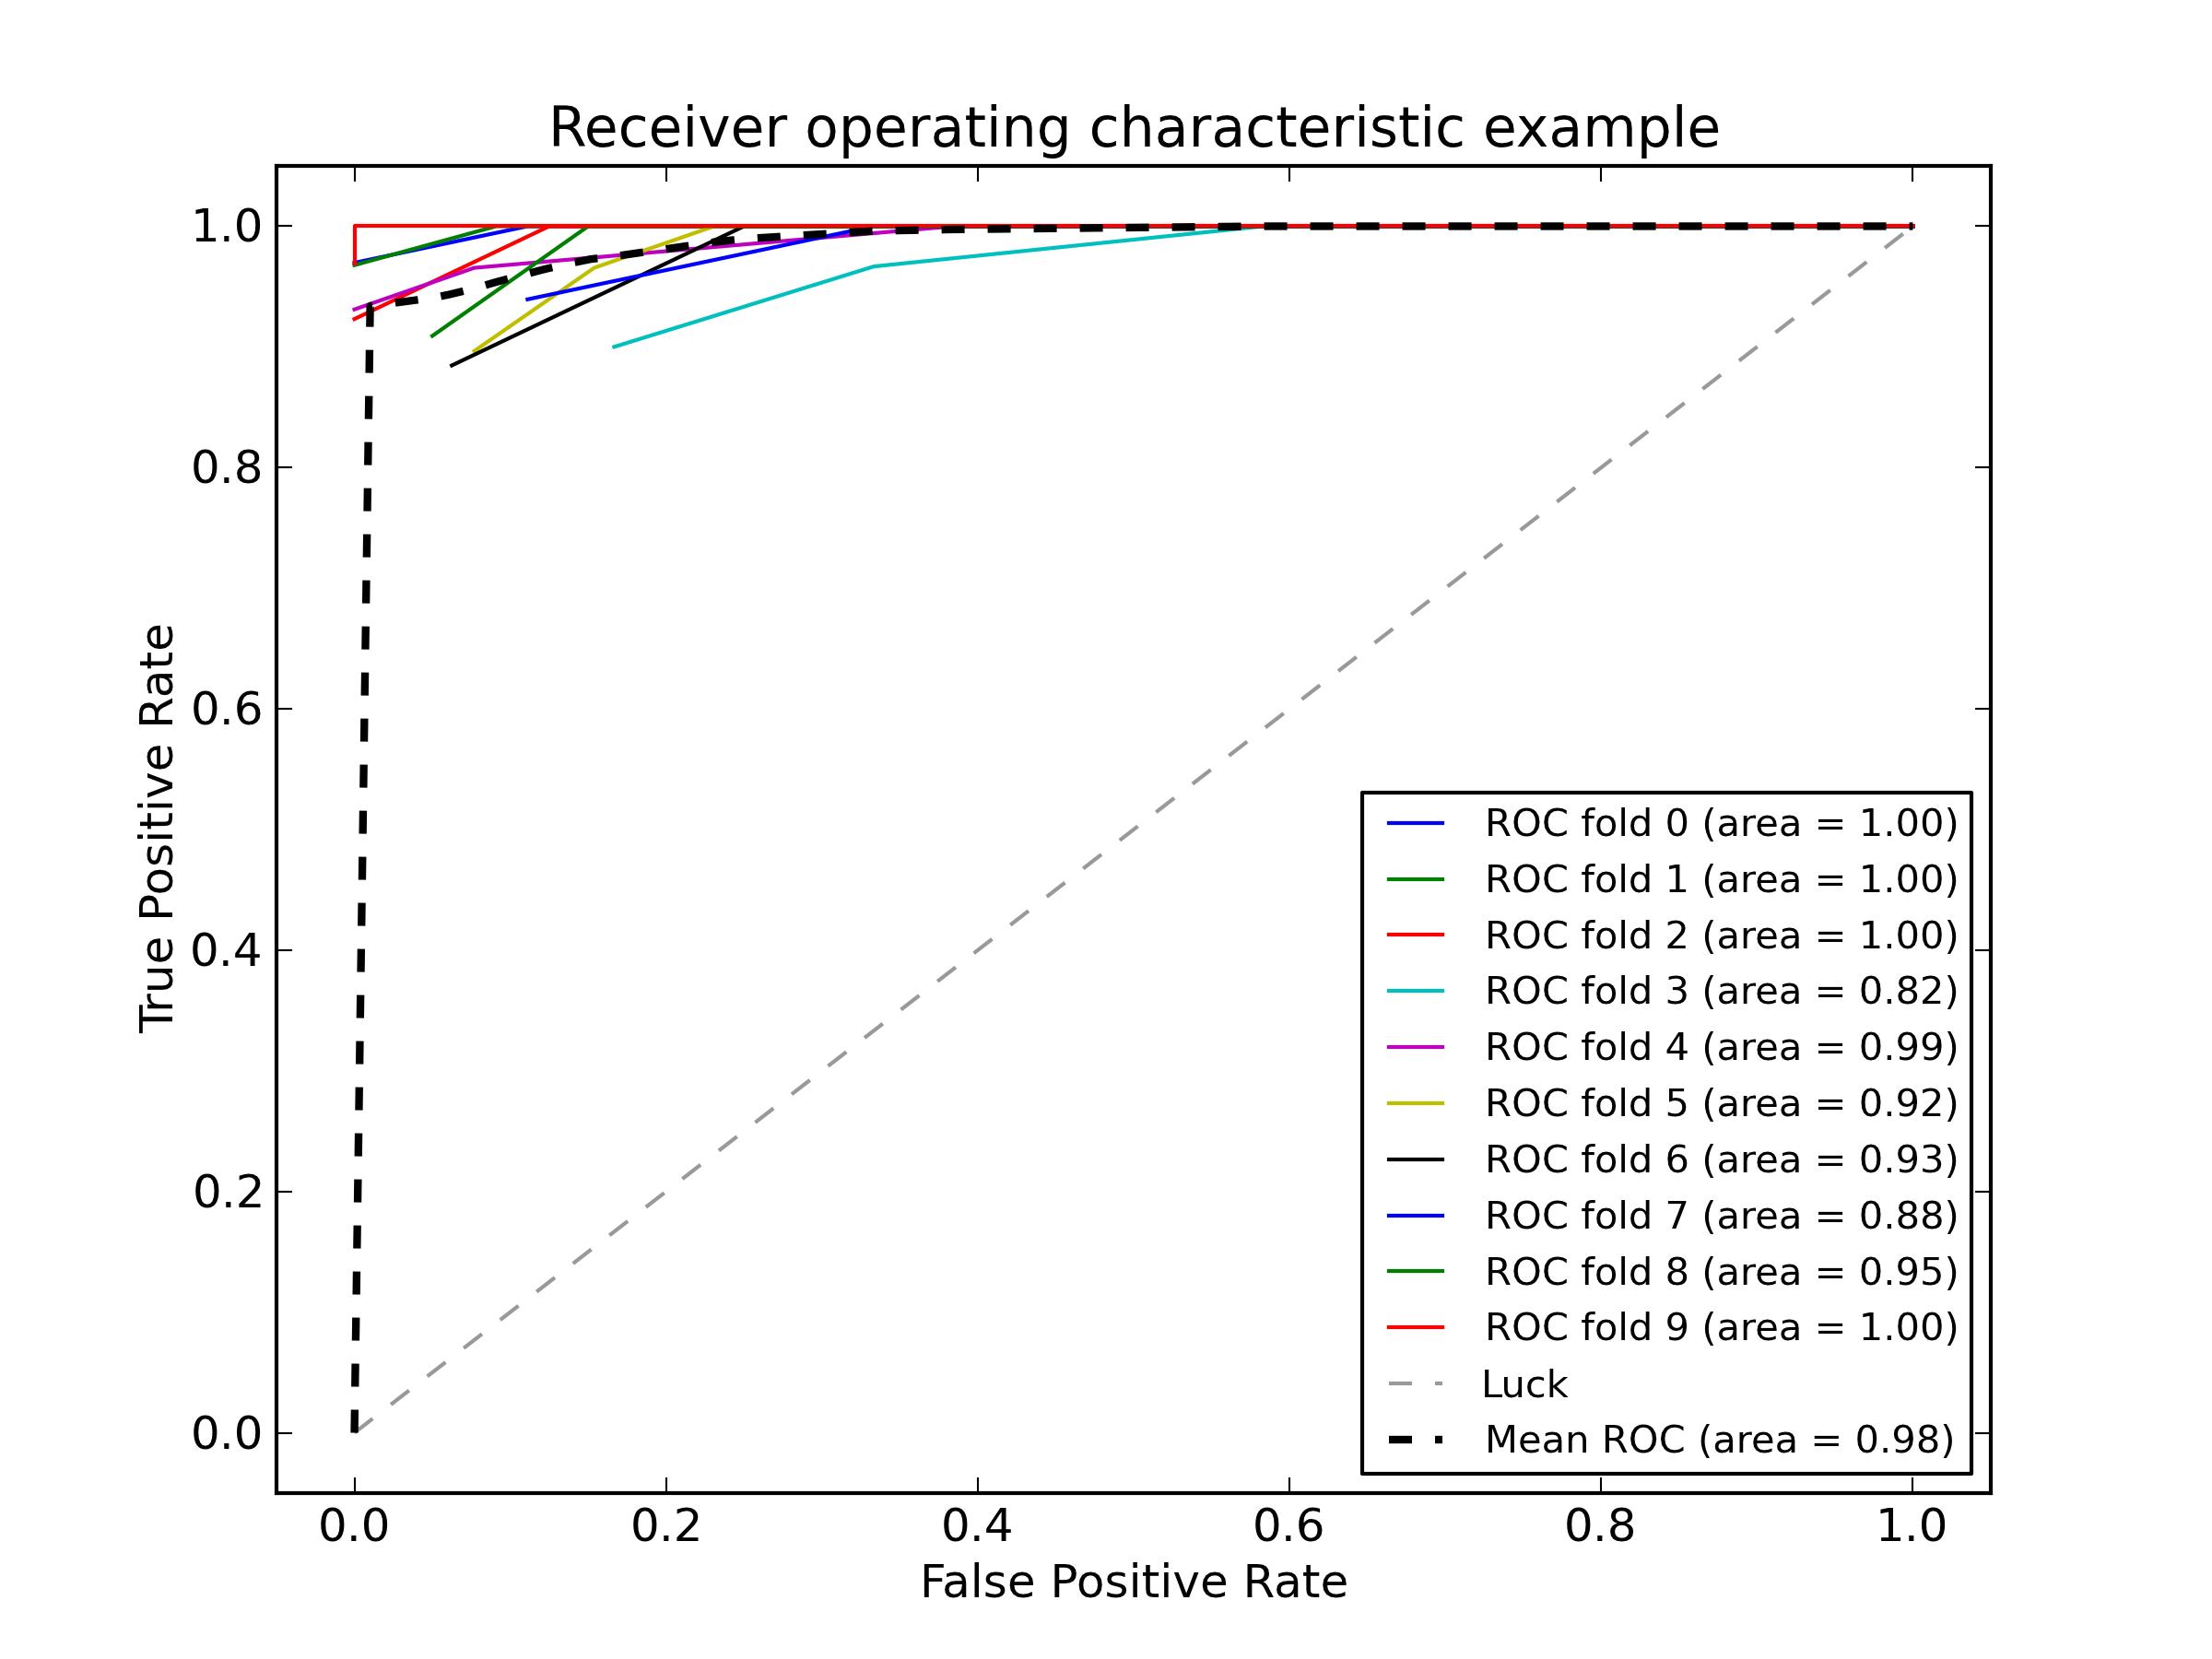 Receiver operating characteristic example
1.0
0.8
0.6
0.4
0.2
0.0
True Positive Rate
0.0 0.2 0.4 0.6 0.8 1.0
False Positive Rate
ROC fold 0 (area = 1.00)
ROC fold 1 (area = 1.00)
ROC fold 2 (area = 1.00)
ROC fold 3 (area = 0.82)
ROC fold 4 (area = 0.99)
ROC fold 5 (area = 0.92)
ROC fold 6 (area = 0.93)
ROC fold 7 (area = 0.88)
ROC fold 8 (area = 0.95)
ROC fold 9 (area = 1.00)
Luck
Mean ROC (area = 0.98)